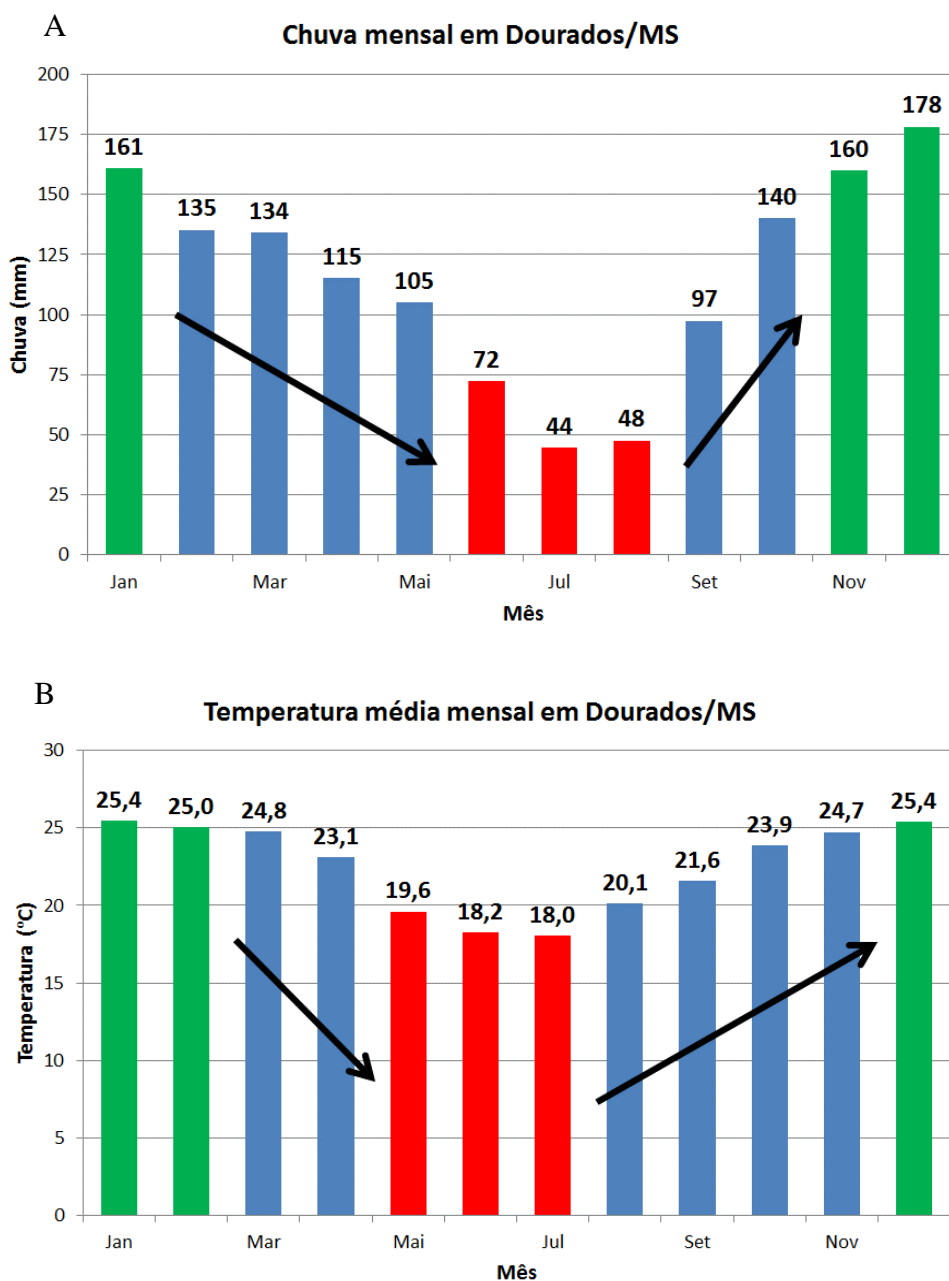 A
Chuva mensal em Dourados/MS
Chuva (mm)
200
175
150
125
100
75
50
25
0
161
135
134
115
105
72
44
48
97
140
160
178
Jan
Mar
Mai
Jul
Set
Nov
Mês
B
Temperatura média mensal em Dourados/MS
Temperatura (°C)
30
25
20
15
10
5
0
25,4
25,0
24,8
23,1
19,6
18,2
18,0
20,1
21,6
23,9
24,7
25,4
Jan
Mar
Mai
Jul
Set
Nov
Mês